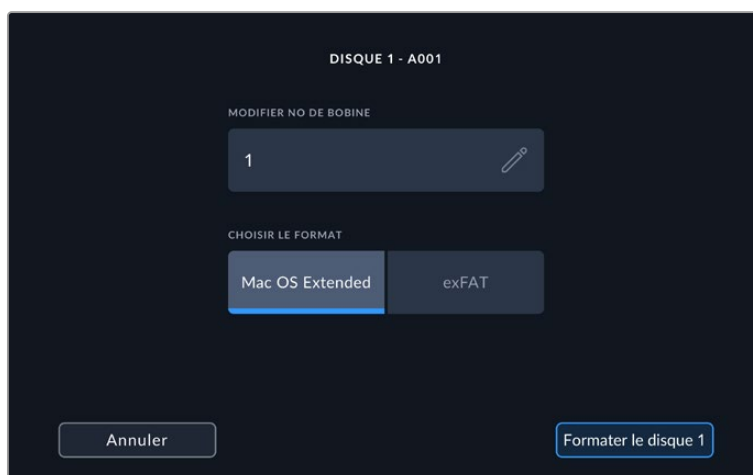 DISQUE 1 - A001
MODIFIER NO DE BOBINE
1
CHOISIR LE FORMAT
Mac OS Extended
exFAT
Annuler
Formater le disque 1